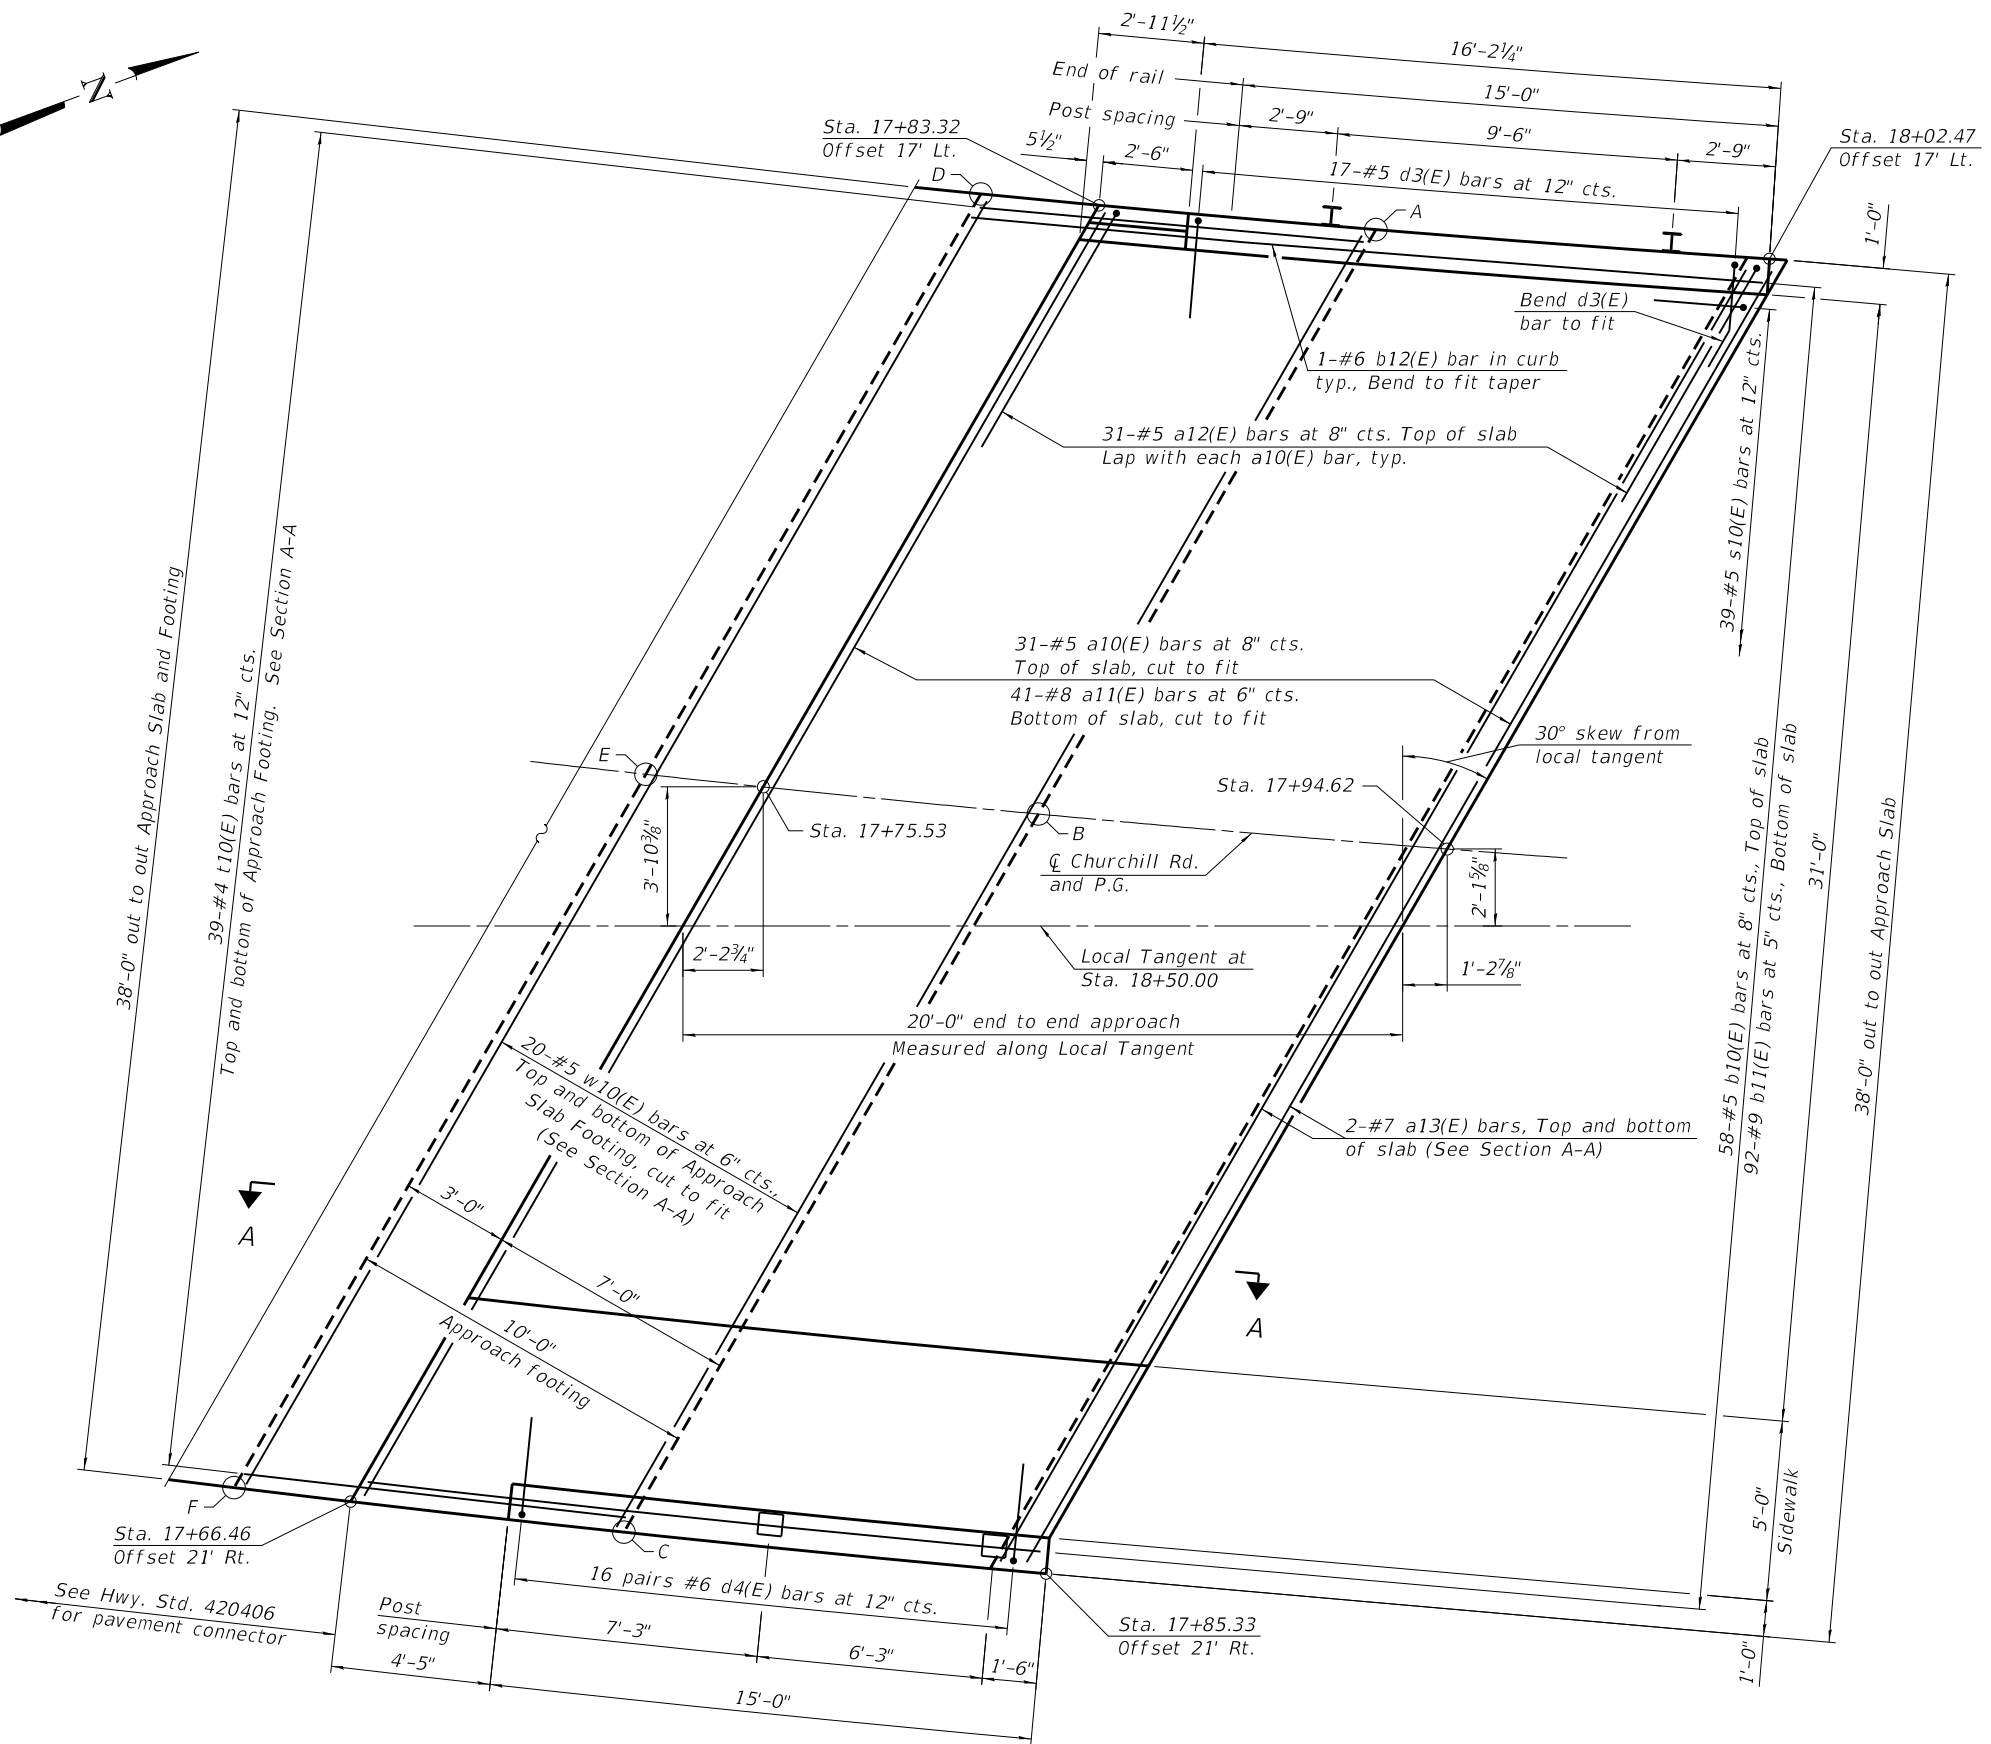 2'-11½"
16'-2¼"
End of rail
15'-0"
Post spacing
2'-9"
9'-6"
2'-9"
N
Sta. 17+83.32
Offset 17' Lt.
5½"
2'-6"
Sta. 18+02.47
Offset 17' Lt.
D
17-#5 d3(E) bars at 12" cts.
A
1'-0"
Bend d3(E)
bar to fit
1-#6 b12(E) bar in curb
typ., Bend to fit taper
31-#5 a12(E) bars at 8" cts. Top of slab
Lap with each a10(E) bar, typ.
39-#5 s10(E) bars at 12" cts.
38'-0" out to out Approach Slab and Footing
39-#4 t10(E) bars at 12" cts.
Top and bottom of Approach Footing. See Section A-A
31-#5 a10(E) bars at 8" cts.
Top of slab, cut to fit
41-#8 a11(E) bars at 6" cts.
Bottom of slab, cut to fit
30° skew from
local tangent
E
Sta. 17+94.62
Sta. 17+75.53
B
3'-10⅜"
℄ Churchill Rd.
and P.G.
2'-1⅝"
2'-2¾"
Local Tangent at
Sta. 18+50.00
1'-2⅞"
20'-0" end to end approach
Measured along Local Tangent
58-#5 b10(E) bars at 8" cts., Top of slab
92-#9 b11(E) bars at 5" cts., Bottom of slab
31'-0"
38'-0" out to out Approach Slab
20-#5 w10(E) bars at 6" cts.,
Top and bottom of Approach
Slab Footing, cut to fit
(See Section A-A)
2-#7 a13(E) bars, Top and bottom
of slab (See Section A-A)
A
3'-0"
7'-0"
10'-0"
Approach footing
A
5'-0"
Sidewalk
F
Sta. 17+66.46
Offset 21' Rt.
C
16 pairs #6 d4(E) bars at 12" cts.
See Hwy. Std. 420406
for pavement connector
Post
spacing
7'-3"
6'-3"
1'-6"
4'-5"
15'-0"
Sta. 17+85.33
Offset 21' Rt.
1'-0"